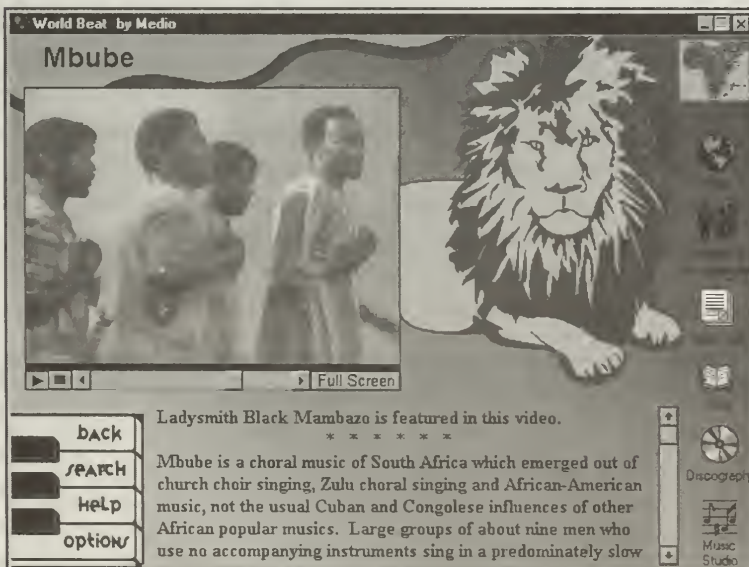 World Beat by Medio
Mbube
Full Screen
back
search
Help
options
Ladysmith Black Mambazo is featured in this video.
* * * * * *
Mbube is a choral music of South Africa which emerged out of
church choir singing, Zulu choral singing and African-American
music, not the usual Cuban and Congolese influences of other
African popular musics. Large groups of about nine men who
use no accompanying instruments sing in a predominately slow
Discograph
Music
Studio